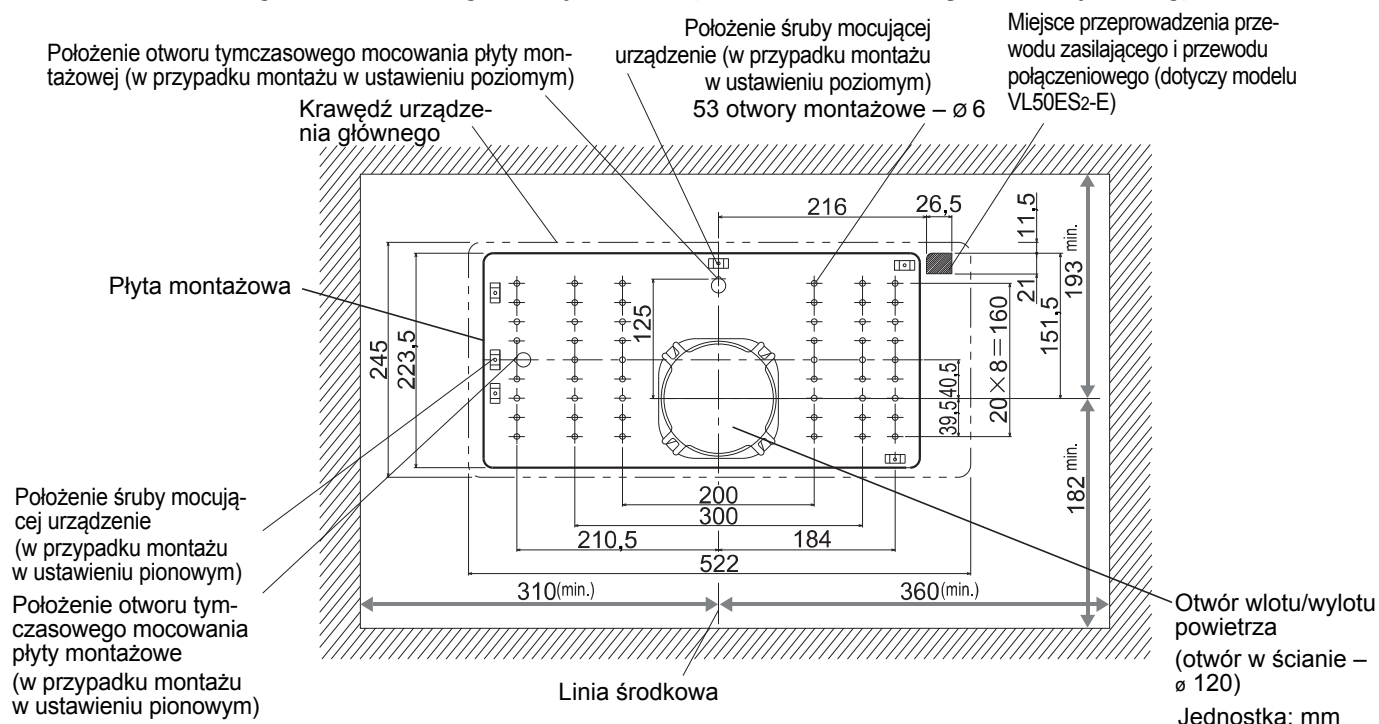 Położenie otworu tymczasowego mocowania płyty mon-
tażowej (w przypadku montażu w ustawieniu poziomym)
Położenie śruby mocującej
urządzenie (w przypadku montażu
w ustawieniu poziomym)
53 otwory montażowe – ø 6
Miejsce przeprowadzenia prze-
wodu zasilającego i przewodu
połączeniowego (dotyczy modelu
VL50ES2-E)
Krawędź urządze-
nia głównego
216
26,5
11,5
193 min.
Płyta montażowa
245
223,5
125
39,5
40,5
20×8=160
21
151,5
182 min.
200
300
210,5
184
522
310(min.)
360(min.)
Położenie śruby mocują-
cej urządzenie
(w przypadku montażu
w ustawieniu pionowym)
Położenie otworu tym-
czasowego mocowania
płyty montażowe
(w przypadku montażu
w ustawieniu pionowym)
Linia środkowa
Otwór wlotu/wylotu
powietrza
(otwór w ścianie –
ø 120)
Jednostka: mm